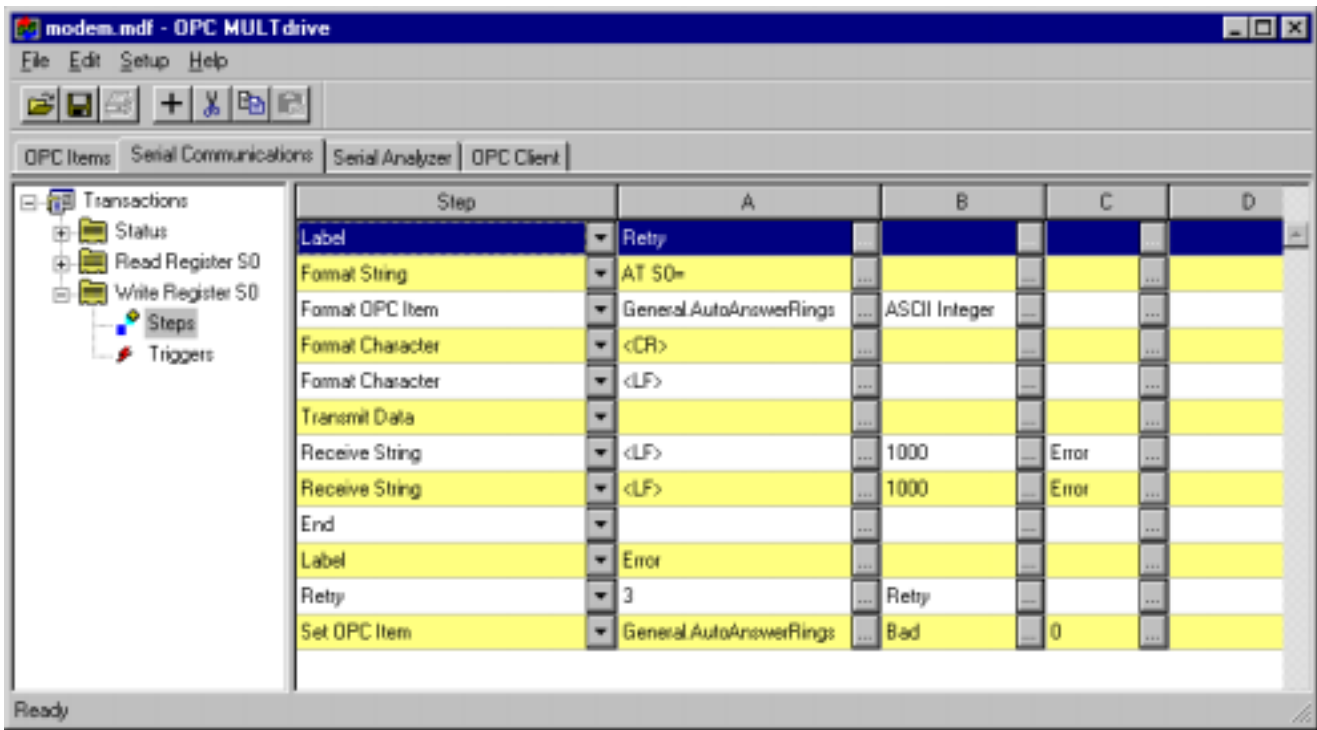 modem.mdf - OPC MULTdrive
File Edit Setup Help
OPC Items Serial Communications Serial Analyzer OPC Client
Transactions
Status
Read Register S0
Write Register S0
Steps
Triggers
Step A B C D
Label Retry
Format String AT S0=
Format OPC Item General.AutoAnswerRings ASCII Integer
Format Character <CR>
Format Character <LF>
Transmit Data
Receive String <LF> 1000 Error
Receive String <LF> 1000 Error
End
Label Error
Retry 3 Retry
Set OPC Item General.AutoAnswerRings Bad 0
Ready